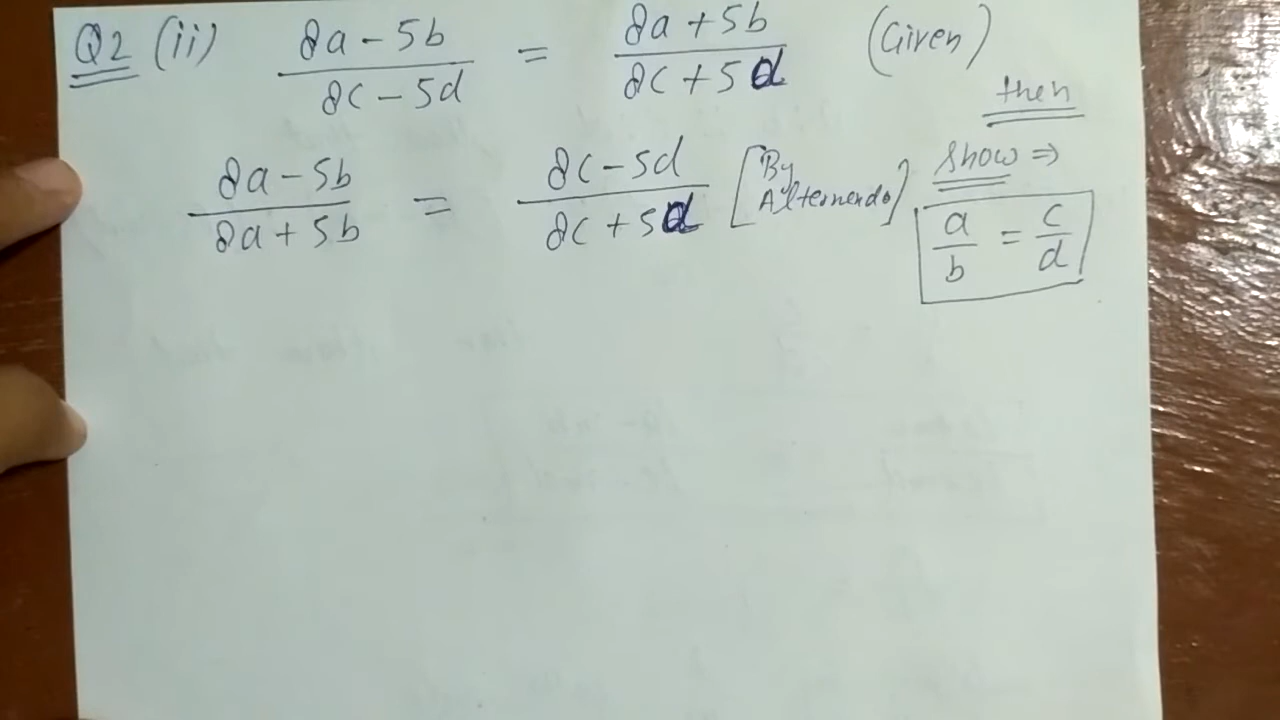 Q2 (ii) 8a - 5b / 8c - 5d = 8a + 5b / 8c + 5d (Given)
then
8a - 5b / 8a + 5b = 8c - 5d / 8c + 5d [By Alternendo]
Show ⇒
a/b = c/d